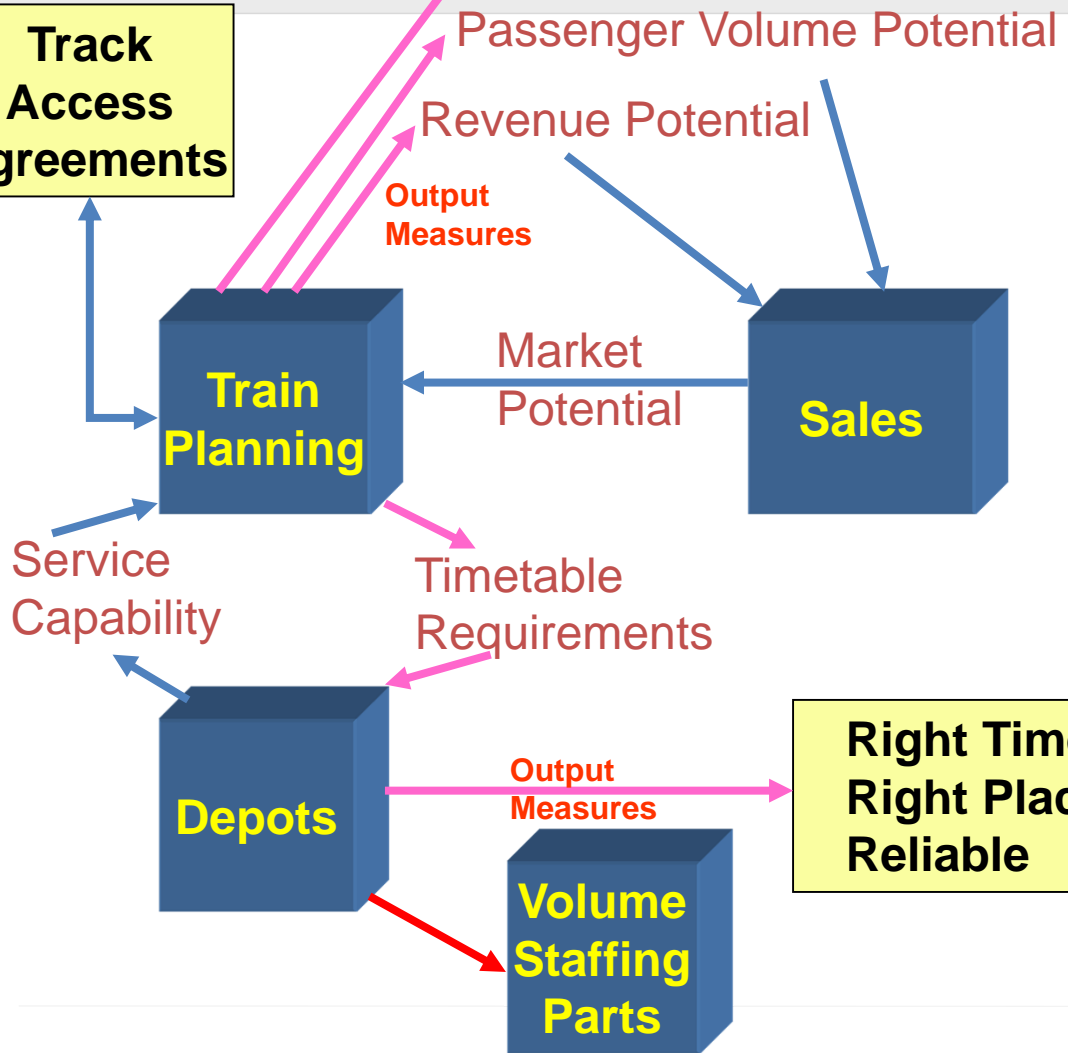 Passenger Volume Potential
Track
Access
greements
Revenue Potential
Output
Measures
Market
Potential
Train
Planning
Sales
Service
Capability
Timetable
Requirements
Depots
Output
Measures
Right Tim
Right Plac
Reliable
Volume
Staffing
Parts